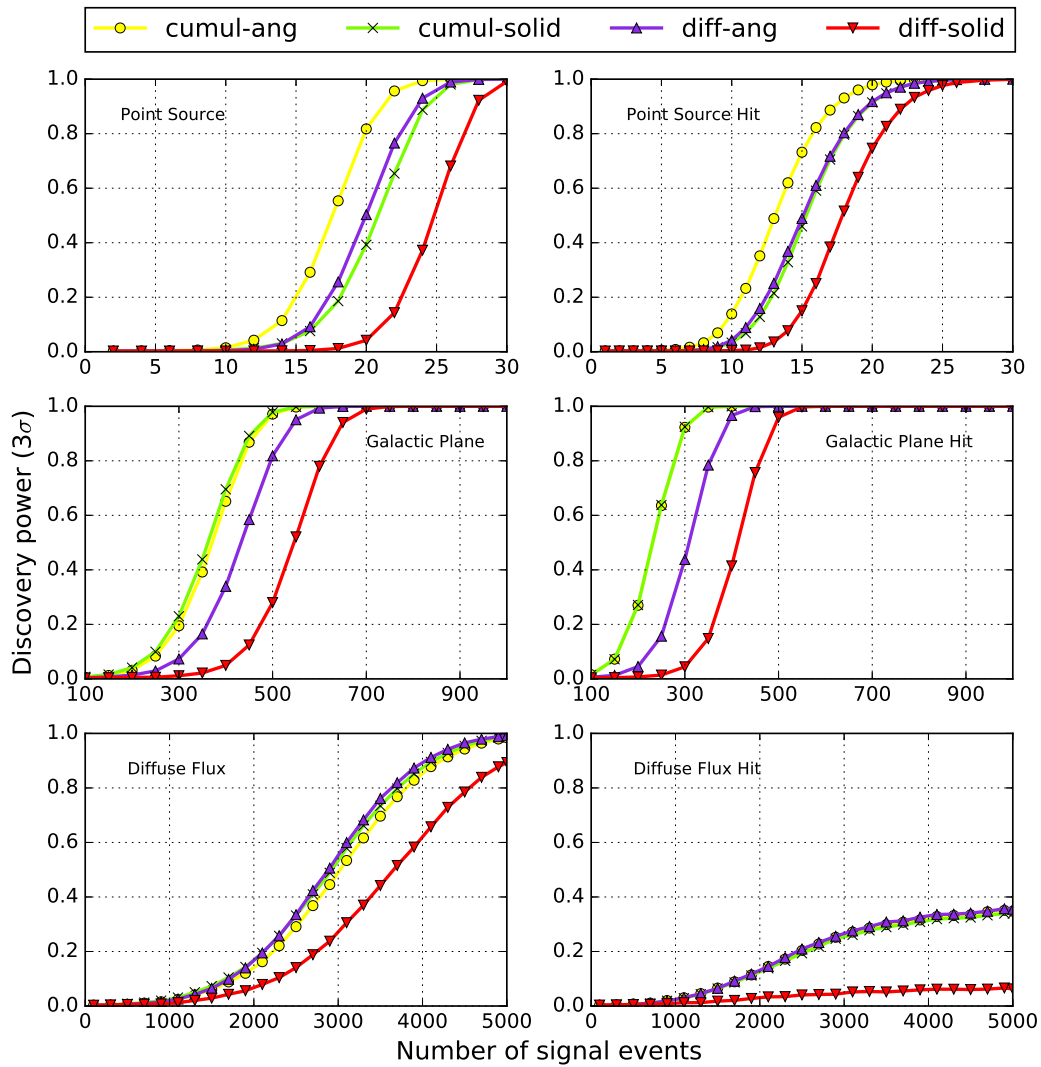 cumul-ang cumul-solid diff-ang diff-solid
1.0 0.8 0.6 0.4 0.2 0.0
Point Source
0 5 10 15 20 25 30
1.0 0.8 0.6 0.4 0.2 0.0
Point Source Hit
0 5 10 15 20 25 30
Discovery power (3σ)
1.0 0.8 0.6 0.4 0.2 0.0
Galactic Plane
100 300 500 700 900
1.0 0.8 0.6 0.4 0.2 0.0
Galactic Plane Hit
100 300 500 700 900
1.0 0.8 0.6 0.4 0.2 0.0
Diffuse Flux
0 1000 2000 3000 4000 5000
1.0 0.8 0.6 0.4 0.2 0.0
Diffuse Flux Hit
0 1000 2000 3000 4000 5000
Number of signal events